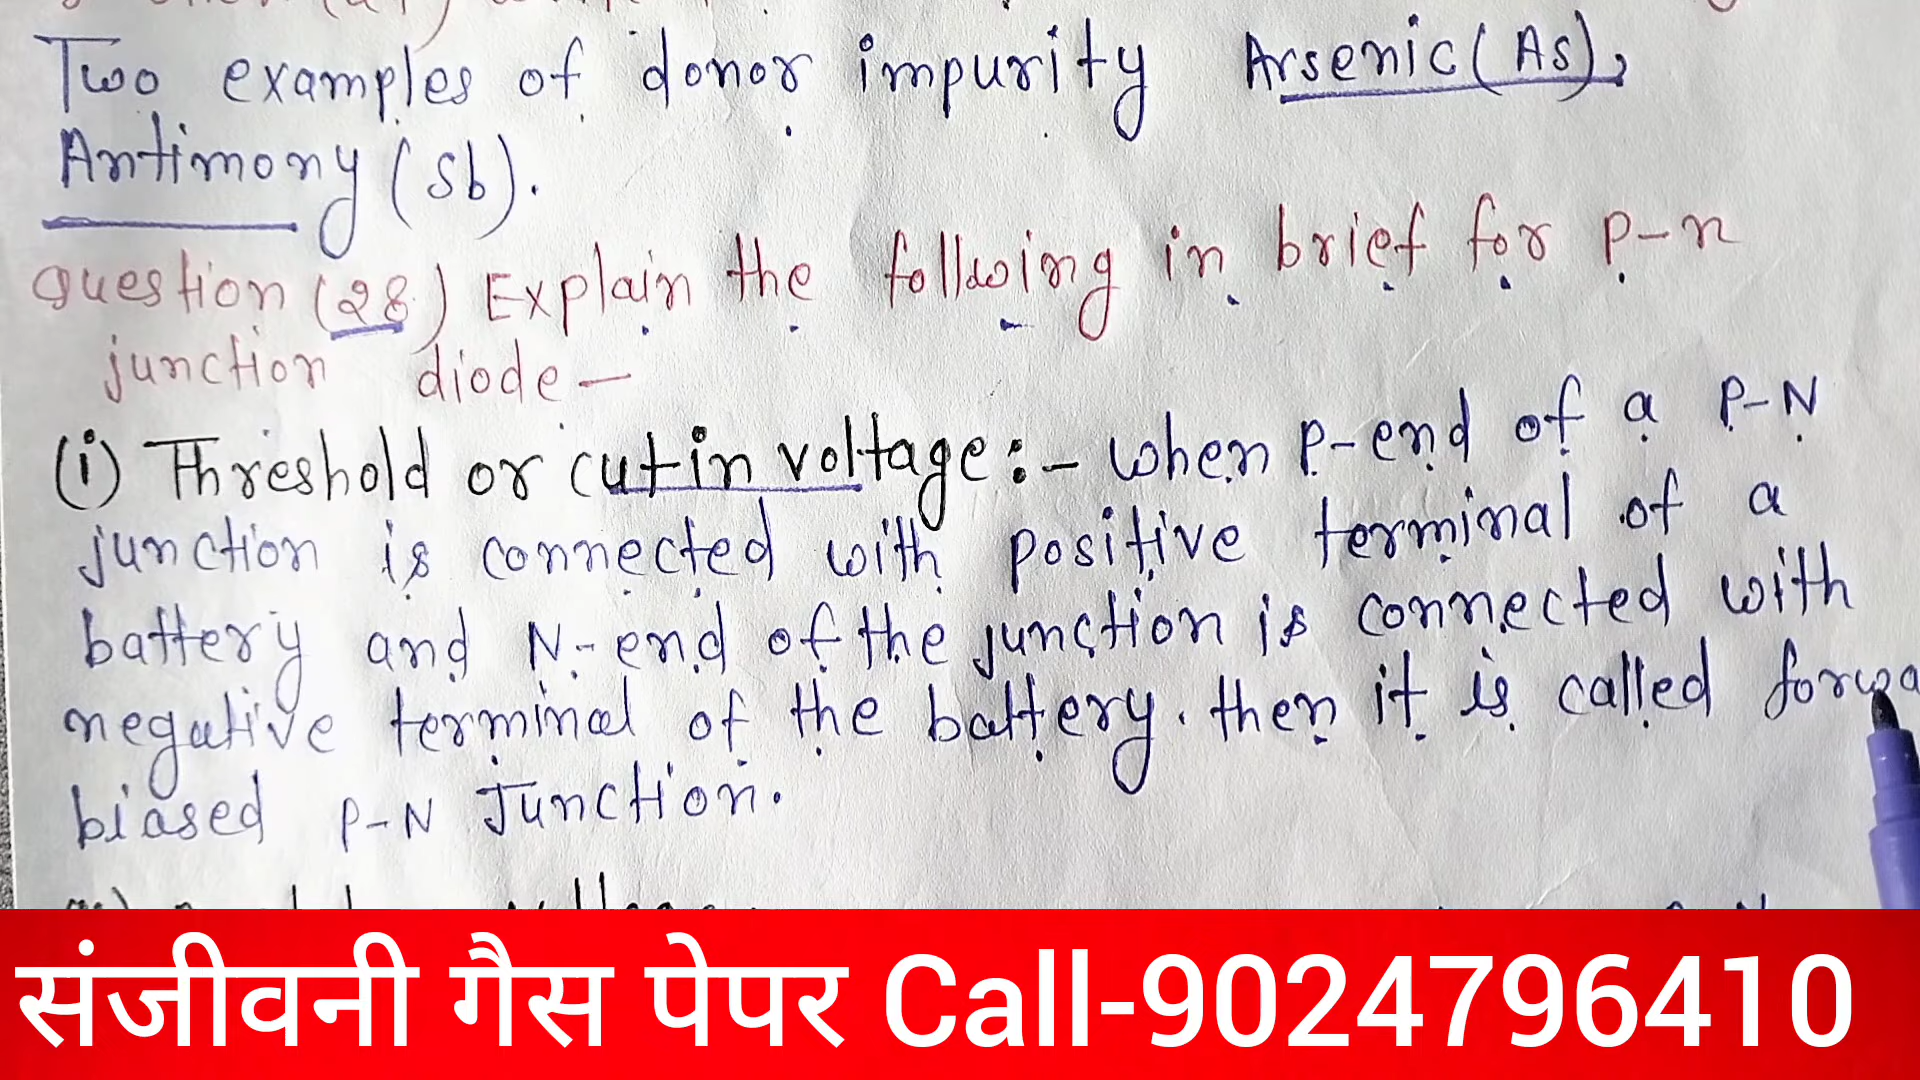 Two examples of donor impurity Arsenic (As),
Antimony (Sb).
question (28) Explain the following in brief for P-n
junction diode—
(i) Threshold or cut in voltage:- when P-end of a P-N
junction is connected with positive terminal of a
battery and N-end of the junction is connected with
negative terminal of the battery. then it is called forwa
biased P-N Junction.
संजीवनी गैस पेपर Call-9024796410